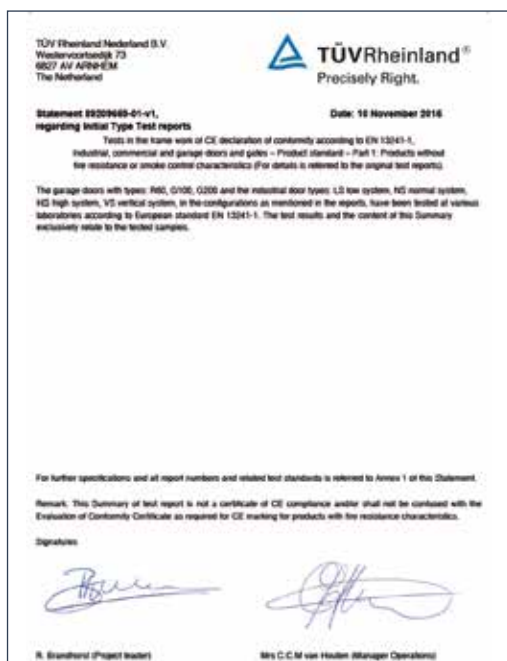 TÜV Rheinland Nederland B.V.
Westervoortsedijk 73
6827 AV ARNHEM
The Netherland
TÜVRheinland®
Precisely Right.
Statement
regarding Initial Type Test reports
Date: 10 November 2016
Tests in the frame work of CE declaration of conformity according to EN 13241-1,
Industrial, commercial and garage doors and gates – Product standard – Part 1: Products without
fire resistance or smoke control characteristics (For details is referred to the original test reports).
The garage doors with types: R60, G100, G200 and the industrial door types: LS low system, NS normal system,
HS high system, VS vertical system, in the configurations as mentioned in the reports, have been tested at various
laboratories according to European standard EN 13241-1. The test results and the content of this Summary
exclusively relate to the tested samples.
For further specifications and all report numbers and related test standards is referred to Annex 1 of this Statement.
Remark: This Summary of test report is not a certificate of CE compliance and/or shall not be confused with the
Evaluation of Conformity Certificate as required for CE marking for products with fire resistance characteristics.
Signatures
R. Brandhorst (Project leader)
Mrs C.C.M van Houten (Manager Operations)